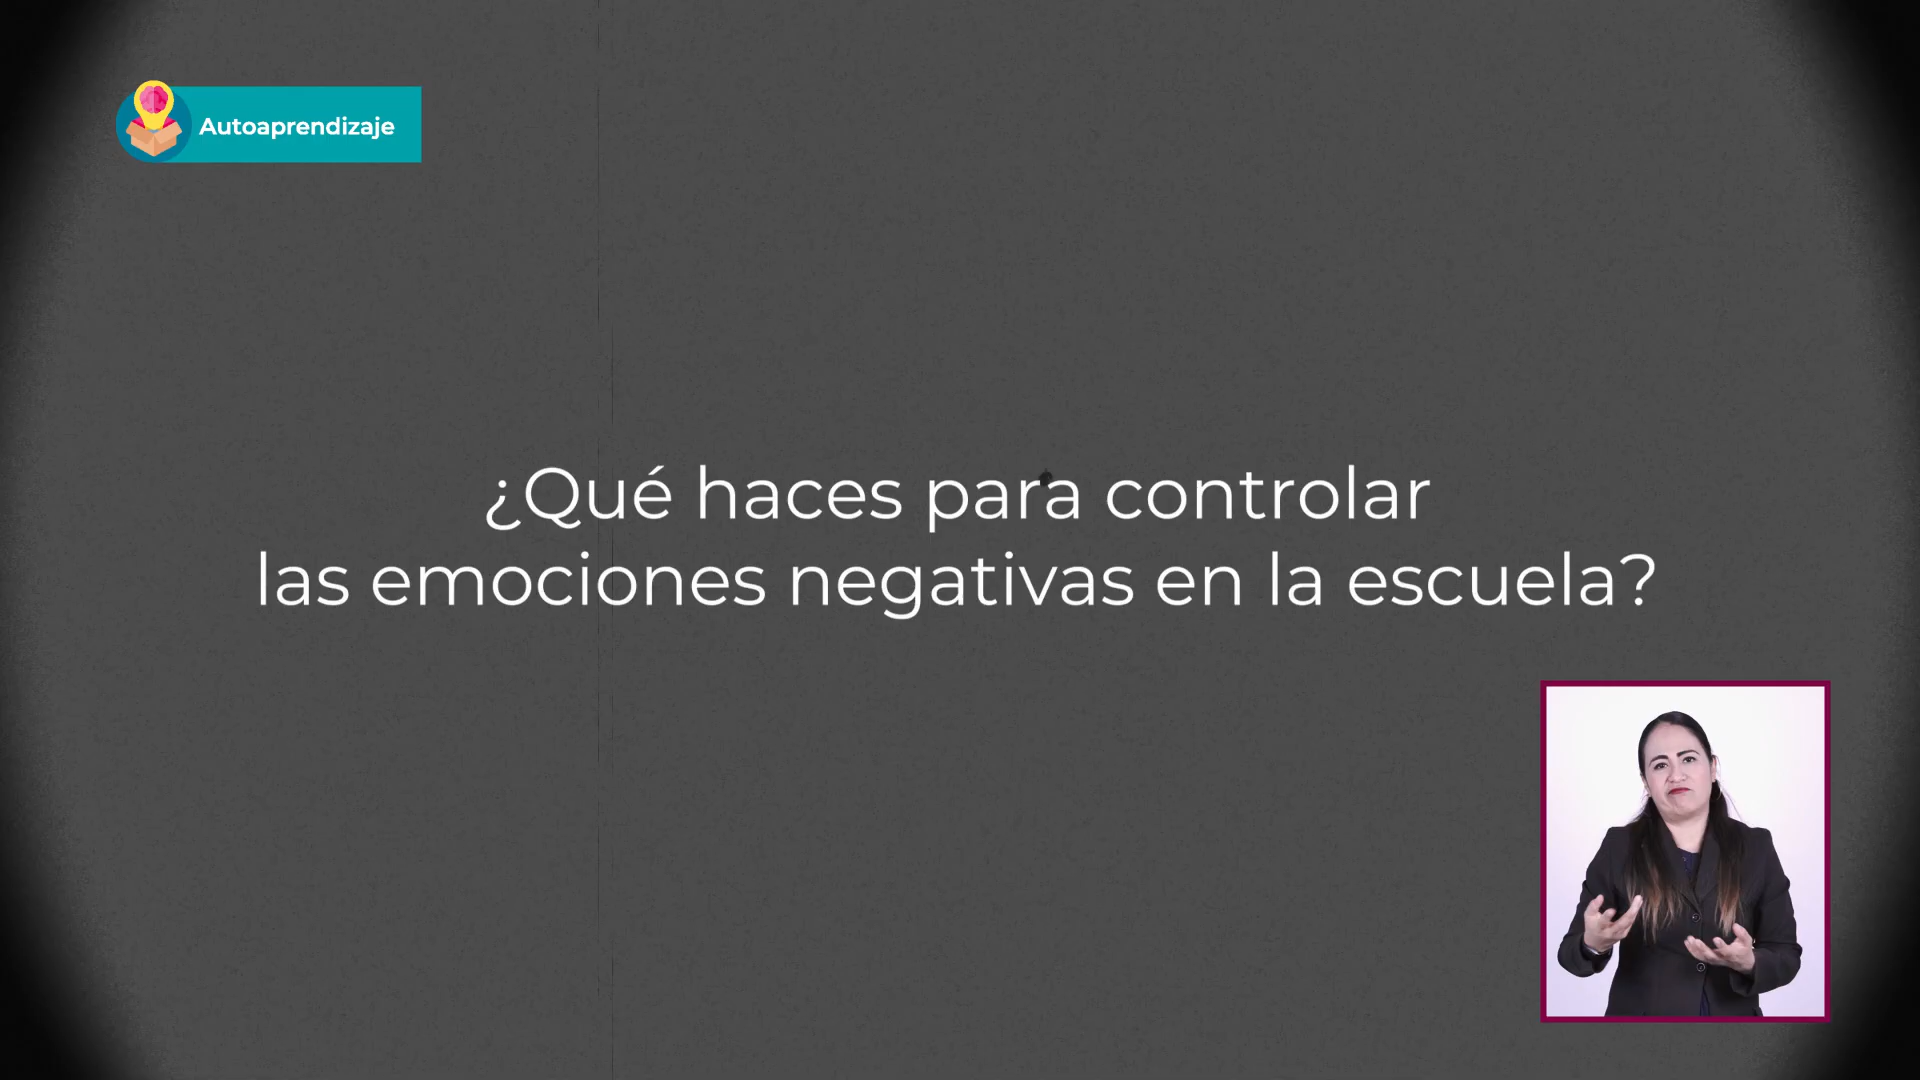 Autoaprendizaje
¿Qué haces para controlar
las emociones negativas en la escuela?